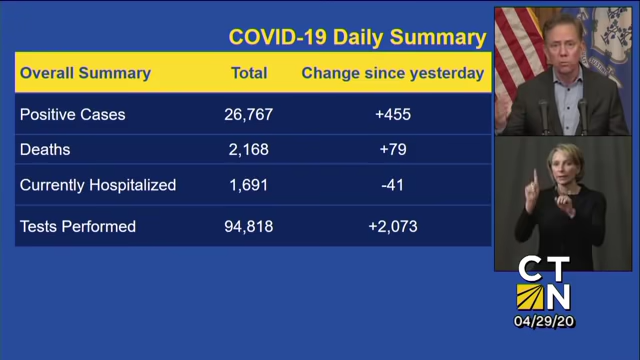 COVID-19 Daily Summary
Overall Summary Total Change since yesterday
Positive Cases 26,767 +455
Deaths 2,168 +79
Currently Hospitalized 1,691 -41
Tests Performed 94,818 +2,073
CT
N
04/29/20